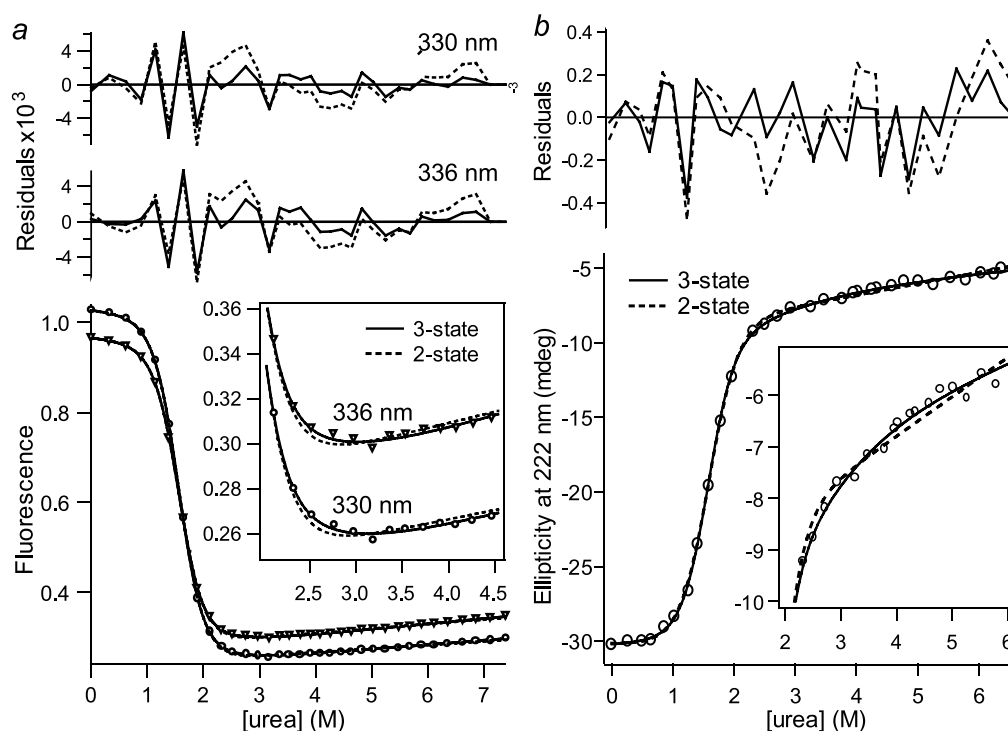 a
330 nm
4
0
-4
-3
336 nm
4
0
-4
Residuals x10³
1.0
0.8
0.6
0.4
Fluorescence
0.36
0.34
0.32
0.30
0.28
0.26
3-state
2-state
336 nm
330 nm
2.5 3.0 3.5 4.0 4.5
0 1 2 3 4 5 6 7
[urea] (M)
b
0.4
0.2
0.0
-0.2
-0.4
Residuals
-5
-10
-15
-20
-25
-30
Ellipticity at 222 nm (mdeg)
3-state
2-state
-6
-7
-8
-9
-10
2 3 4 5 6
0 1 2 3 4 5 6
[urea] (M)